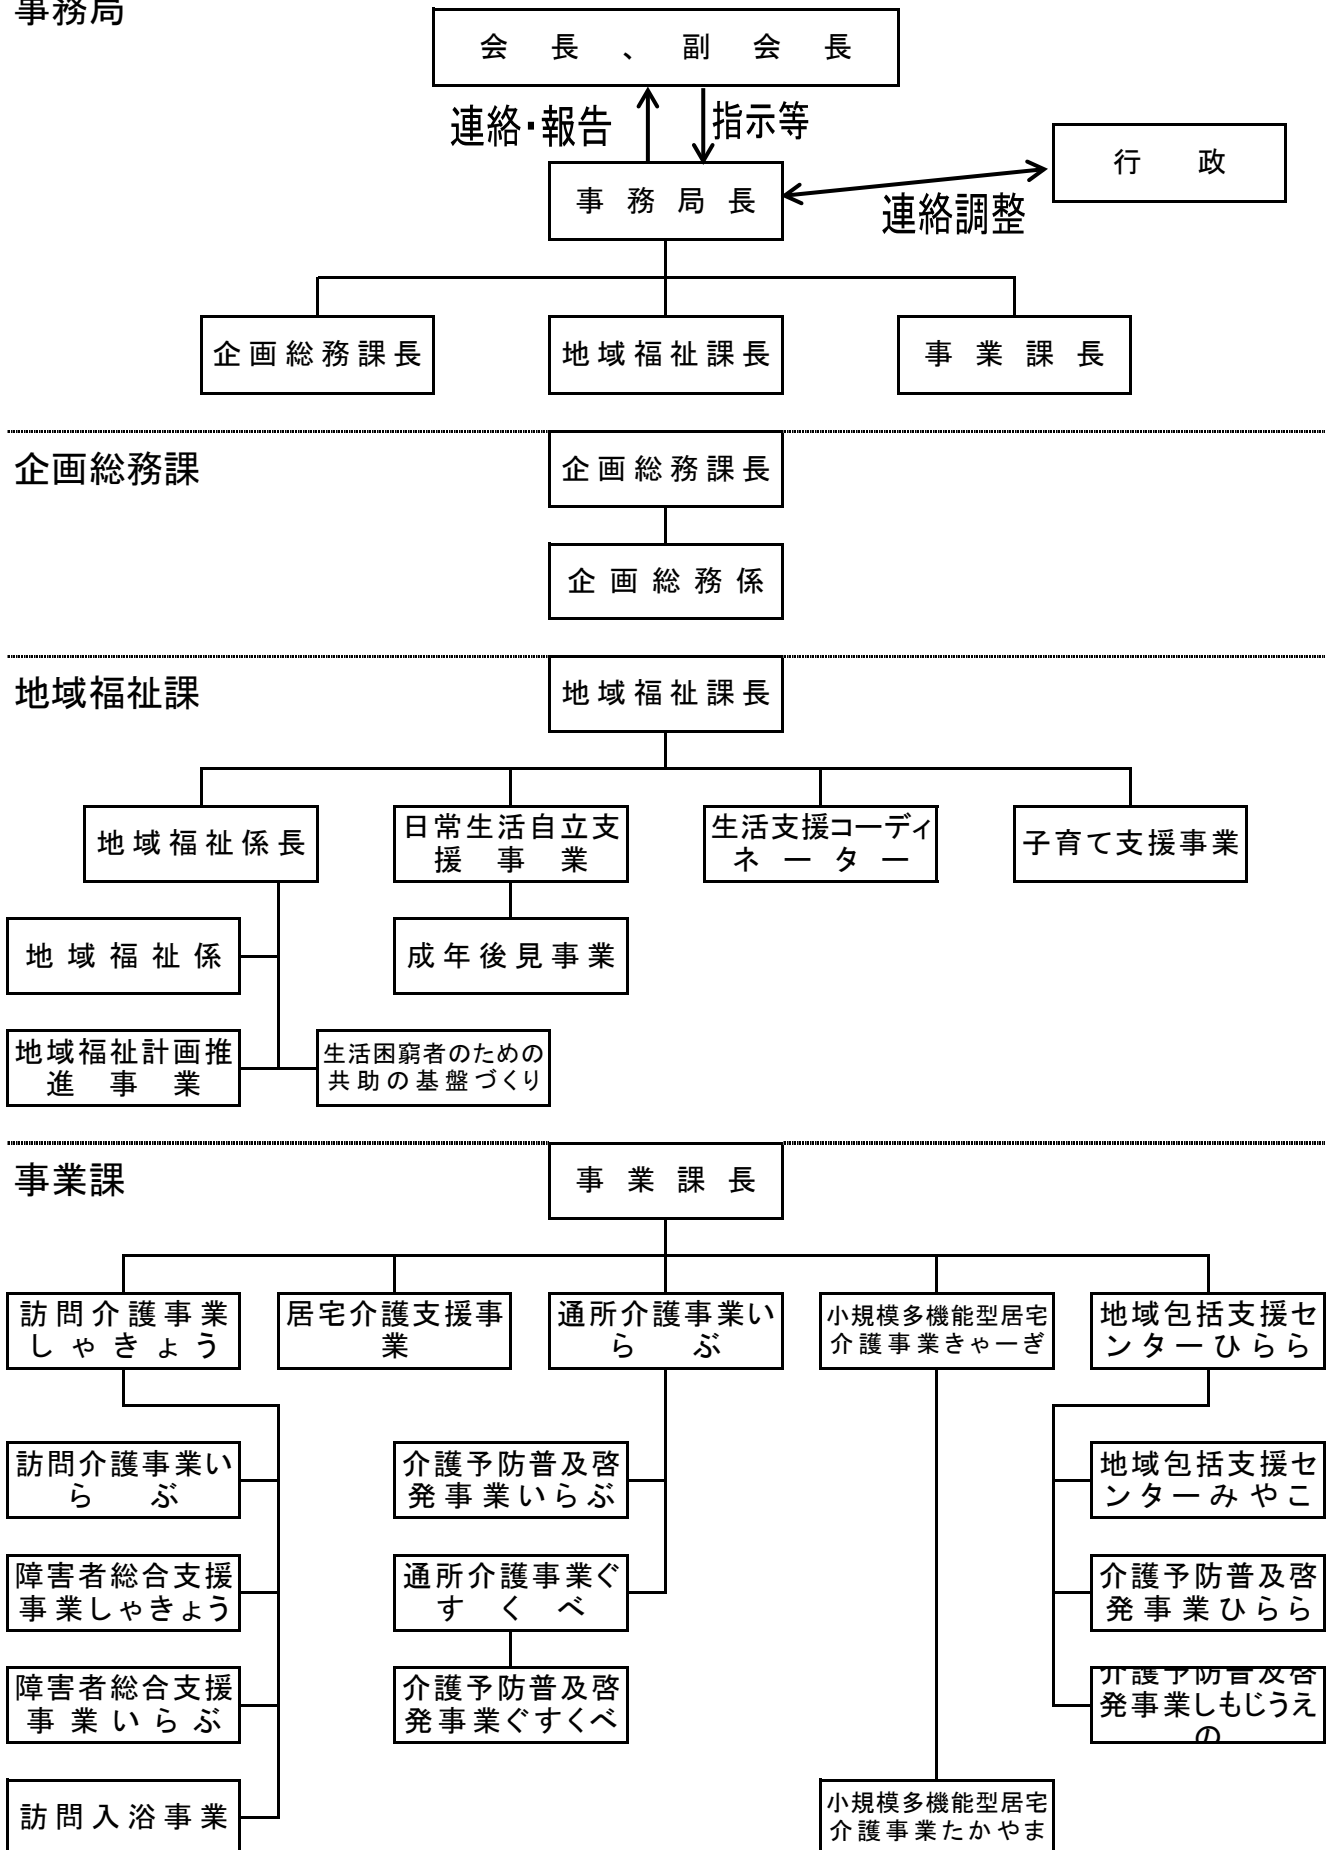 事務局
会長、副会長
連絡・報告
指示等
行政
事務局長
連絡調整
企画総務課長
地域福祉課長
事業課長
企画総務課
企画総務課長
企画総務係
地域福祉課
地域福祉課長
地域福祉係長
日常生活自立支
援事業
生活支援コーディ
ネーター
子育て支援事業
地域福祉係
成年後見事業
地域福祉計画推
進事業
生活困窮者のための
共助の基盤づくり
事業課
事業課長
訪問介護事業
しゃきょう
居宅介護支援事
業
通所介護事業い
らぶ
小規模多機能型居宅
介護事業きゃーぎ
地域包括支援セ
ンターひらら
訪問介護事業い
らぶ
介護予防普及啓
発事業いらぶ
地域包括支援セ
ンターみやこ
障害者総合支援
事業しゃきょう
通所介護事業ぐ
すくべ
介護予防普及啓
発事業ひらら
障害者総合支援
事業いらぶ
介護予防普及啓
発事業ぐすくべ
介護予防普及啓
発事業しもじうえ
の
訪問入浴事業
小規模多機能型居宅
介護事業たかやま